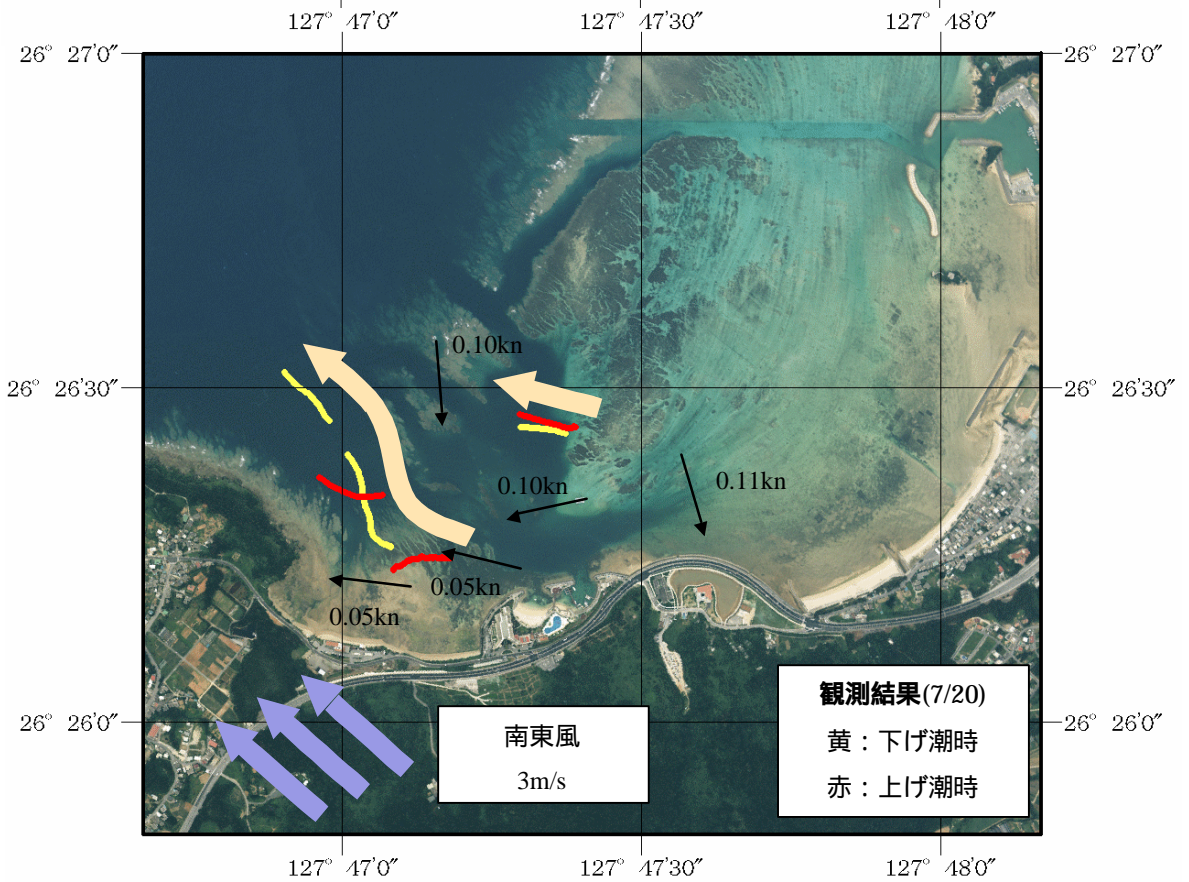 127° 47′0″ 127° 47′30″ 127° 48′0″
26° 27′0″ 26° 27′0″
0.10kn
26° 26′30″ 26° 26′30″
0.10kn
0.11kn
0.05kn
0.05kn
観測結果(7/20)
黄：下げ潮時
赤：上げ潮時
南東風
3m/s
26° 26′0″ 26° 26′0″
127° 47′0″ 127° 47′30″ 127° 48′0″